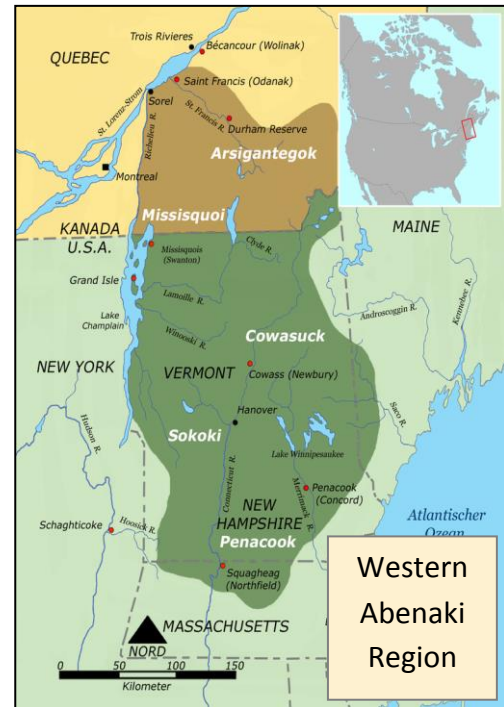 Trois Rivieres
Bécancour (Wolinak)
QUEBEC
Saint Francis (Odanak)
St. Lorenz-Strom
Sorel
St. Francis R.
Durham Reserve
Richelieu R.
Arsigantegok
Montreal
Missisquoi
KANADA
U.S.A.
MAINE
Missisquois
(Swanton)
Clyde R.
Grand Isle
Lamoille R.
Kennebec R.
Androscoggin R.
Lake
Champlain
Winooski R.
Cowasuck
NEW YORK
VERMONT
Cowass (Newbury)
Saco R.
Hudson R.
Hanover
Sokoki
Lake Winnipesaukee
Connecticut R.
Merrimack R.
Penacook
(Concord)
Schaghticoke
Hoosick R.
NEW
HAMPSHIRE
Atlantischer
Ozean
Penacook
Squagheag
(Northfield)
Western
Abenaki
Region
MASSACHUSETTS
NORD
0 50 100 150
Kilometer